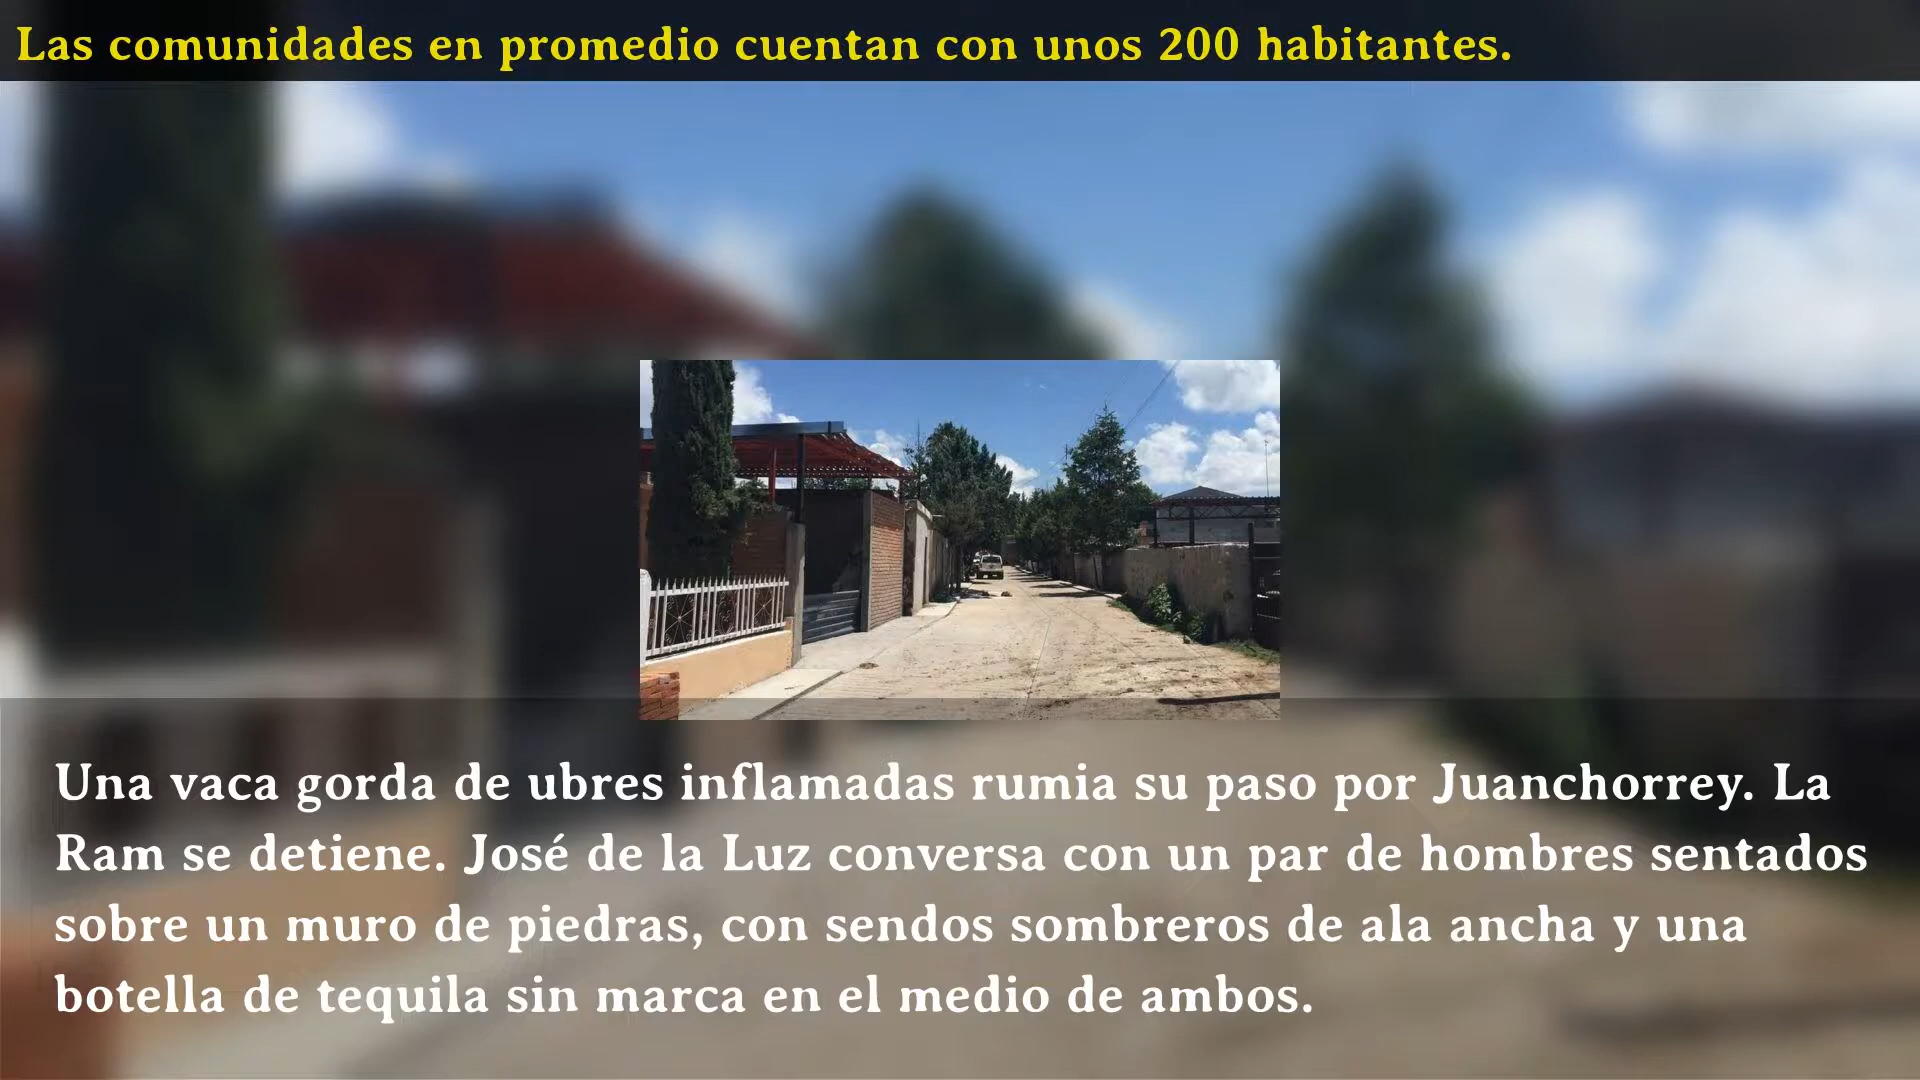 Las comunidades en promedio cuentan con unos 200 habitantes.
Una vaca gorda de ubres inflamadas rumia su paso por Juanchorrey. La
Ram se detiene. José de la Luz conversa con un par de hombres sentados
sobre un muro de piedras, con sendos sombreros de ala ancha y una
botella de tequila sin marca en el medio de ambos.